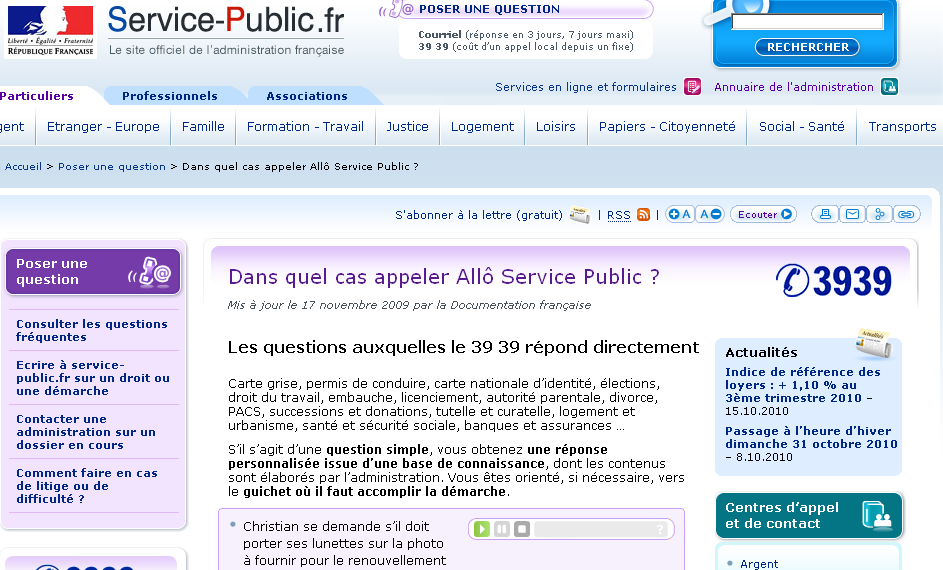 Liberté • Égalité • Fraternité
RÉPUBLIQUE FRANÇAISE
Service-Public.fr
Le site officiel de l'administration française
POSER UNE QUESTION
Courriel (réponse en 3 jours, 7 jours maxi)
39 39 (coût d'un appel local depuis un fixe)
RECHERCHER
Services en ligne et formulaires
Annuaire de l'administration
Particuliers
Professionnels
Associations
gent
Etranger - Europe
Famille
Formation - Travail
Justice
Logement
Loisirs
Papiers - Citoyenneté
Social - Santé
Transports
Accueil > Poser une question > Dans quel cas appeler Allô Service Public ?
S'abonner à la lettre (gratuit) | RSS | A A Ecouter
Poser une
question
Consulter les questions
fréquentes
Ecrire à service-
public.fr sur un droit ou
une démarche
Contacter une
administration sur un
dossier en cours
Comment faire en cas
de litige ou de
difficulté ?
Dans quel cas appeler Allô Service Public ?
3939
Mis à jour le 17 novembre 2009 par la Documentation française
Les questions auxquelles le 39 39 répond directement
Carte grise, permis de conduire, carte nationale d'identité, élections,
droit du travail, embauche, licenciement, autorité parentale, divorce,
PACS, successions et donations, tutelle et curatelle, logement et
urbanisme, santé et sécurité sociale, banques et assurances ...
S'il s'agit d'une question simple, vous obtenez une réponse
personnalisée issue d'une base de connaissance, dont les contenus
sont élaborés par l'administration. Vous êtes orienté, si nécessaire, vers
le guichet où il faut accomplir la démarche.
• Christian se demande s'il doit
porter ses lunettes sur la photo
à fournir pour le renouvellement
?
Actualités
Indice de référence des
loyers : + 1,10 % au
3ème trimestre 2010 –
15.10.2010
Passage à l'heure d'hiver
dimanche 31 octobre 2010
– 8.10.2010
Centres d'appel
et de contact
• Argent